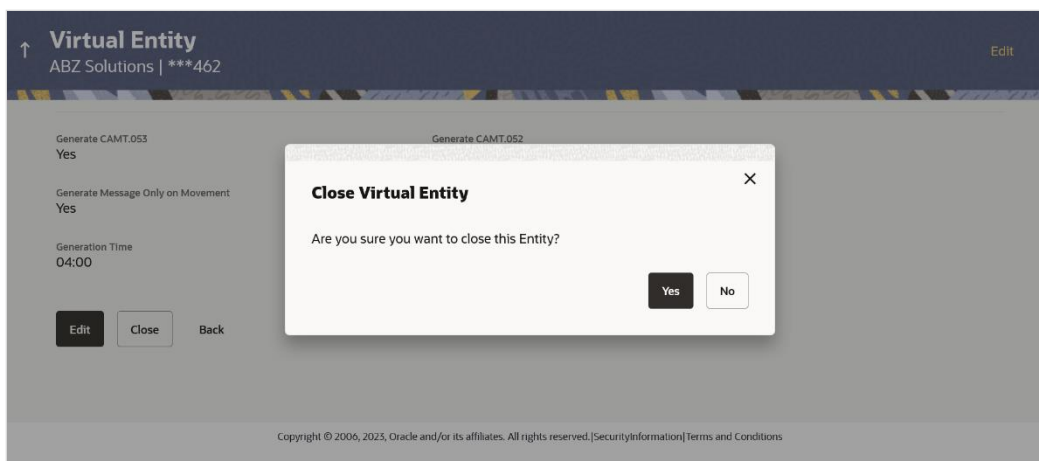 Virtual Entity
ABZ Solutions | ***462
Edit
Generate CAMT.053
Yes
Generate CAMT.052
Generate Message Only on Movement
Yes
Generation Time
04:00
Close Virtual Entity
Are you sure you want to close this Entity?
Yes
No
Edit
Close
Back
Copyright © 2006, 2023, Oracle and/or its affiliates. All rights reserved.|SecurityInformation|Terms and Conditions